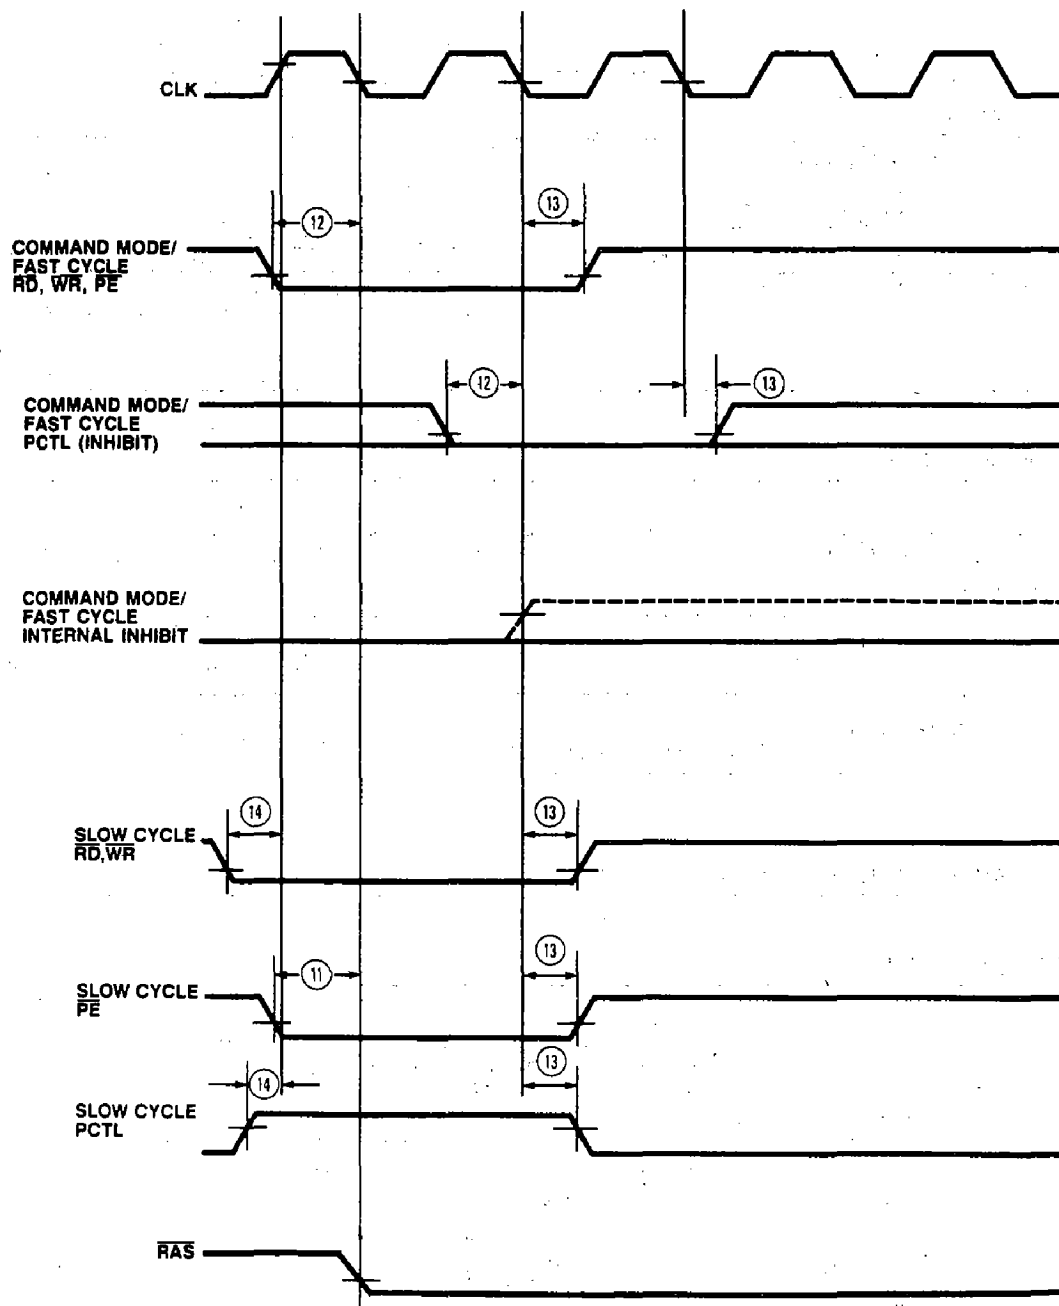 CLK
12
13
COMMAND MODE/
FAST CYCLE
RD, WR, PE
12
13
COMMAND MODE/
FAST CYCLE
PCTL (INHIBIT)
COMMAND MODE/
FAST CYCLE
INTERNAL INHIBIT
14
13
SLOW CYCLE
RD,WR
11
13
SLOW CYCLE
PE
14
13
SLOW CYCLE
PCTL
RAS